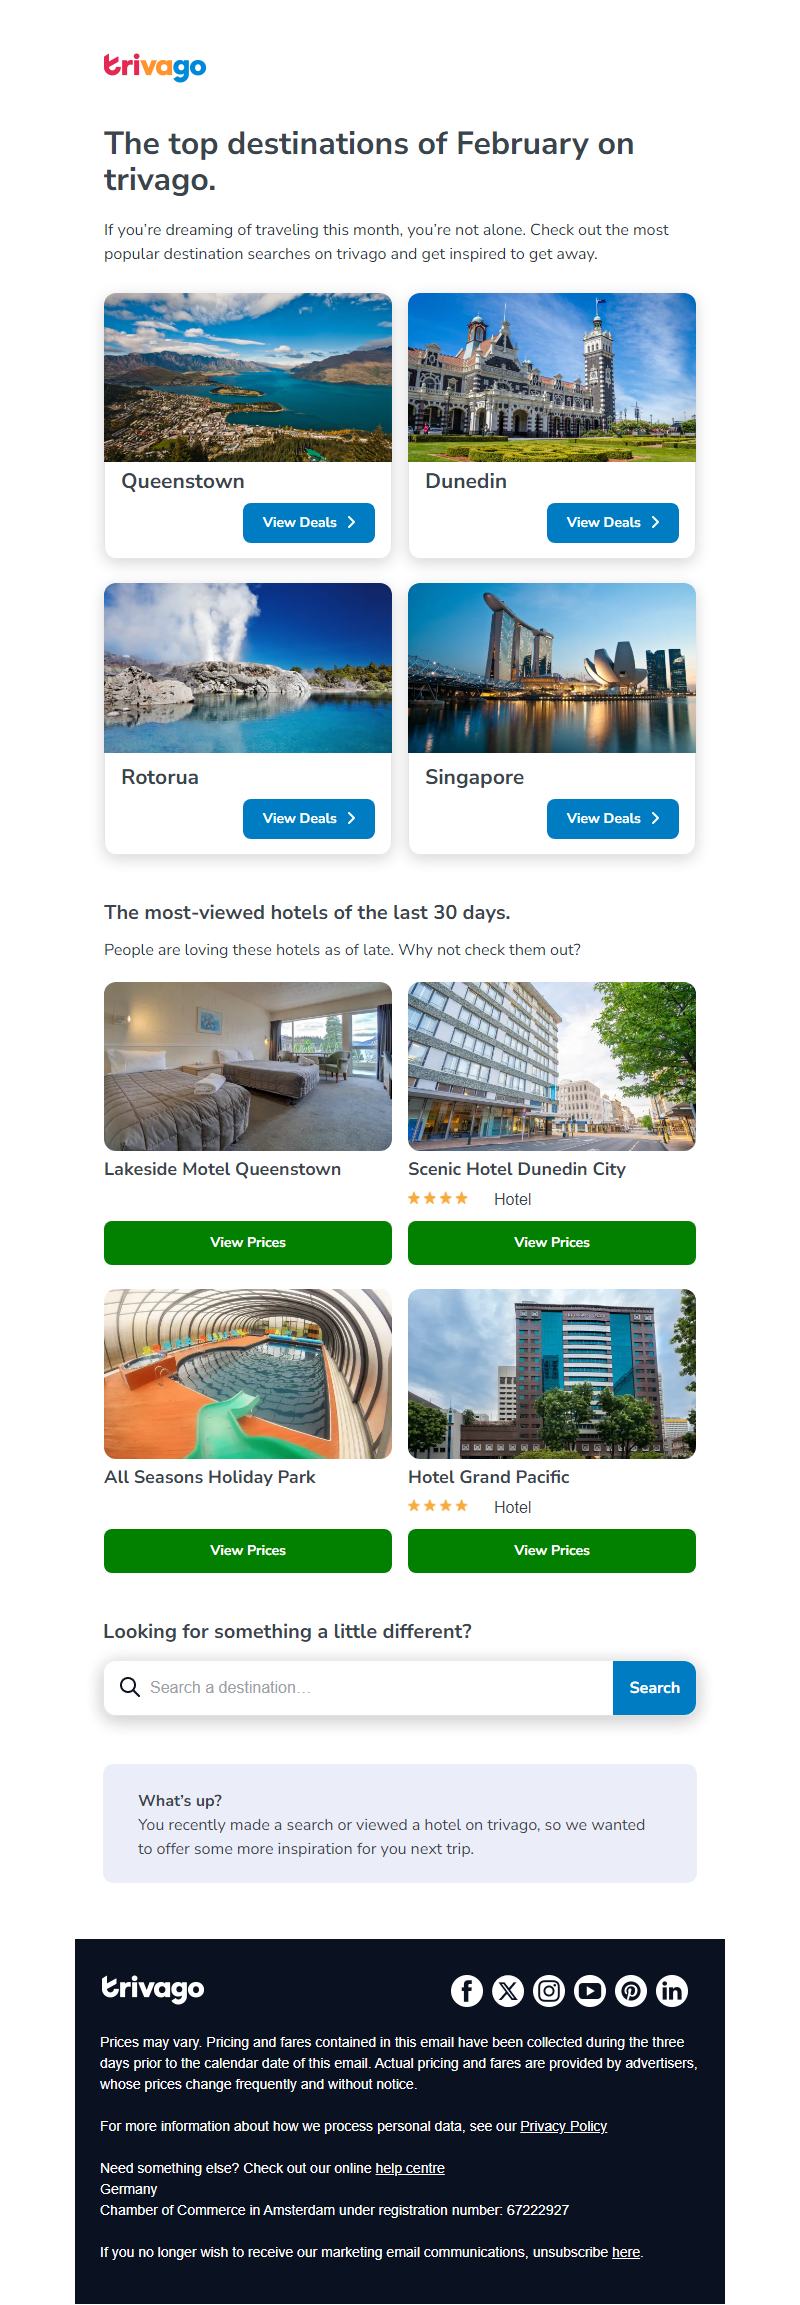 trivago
The top destinations of February on
trivago.
If you’re dreaming of traveling this month, you’re not alone. Check out the most
popular destination searches on trivago and get inspired to get away.
Queenstown
View Deals
Dunedin
View Deals
Rotorua
View Deals
Singapore
View Deals
The most-viewed hotels of the last 30 days.
People are loving these hotels as of late. Why not check them out?
Lakeside Motel Queenstown
View Prices
Scenic Hotel Dunedin City
Hotel
View Prices
All Seasons Holiday Park
View Prices
Hotel Grand Pacific
Hotel
View Prices
Looking for something a little different?
Search a destination...
Search
What’s up?
You recently made a search or viewed a hotel on trivago, so we wanted
to offer some more inspiration for you next trip.
trivago
Prices may vary. Pricing and fares contained in this email have been collected during the three
days prior to the calendar date of this email. Actual pricing and fares are provided by advertisers,
whose prices change frequently and without notice.
For more information about how we process personal data, see our Privacy Policy
Need something else? Check out our online help centre
Germany
Chamber of Commerce in Amsterdam under registration number: 67222927
If you no longer wish to receive our marketing email communications, unsubscribe here.